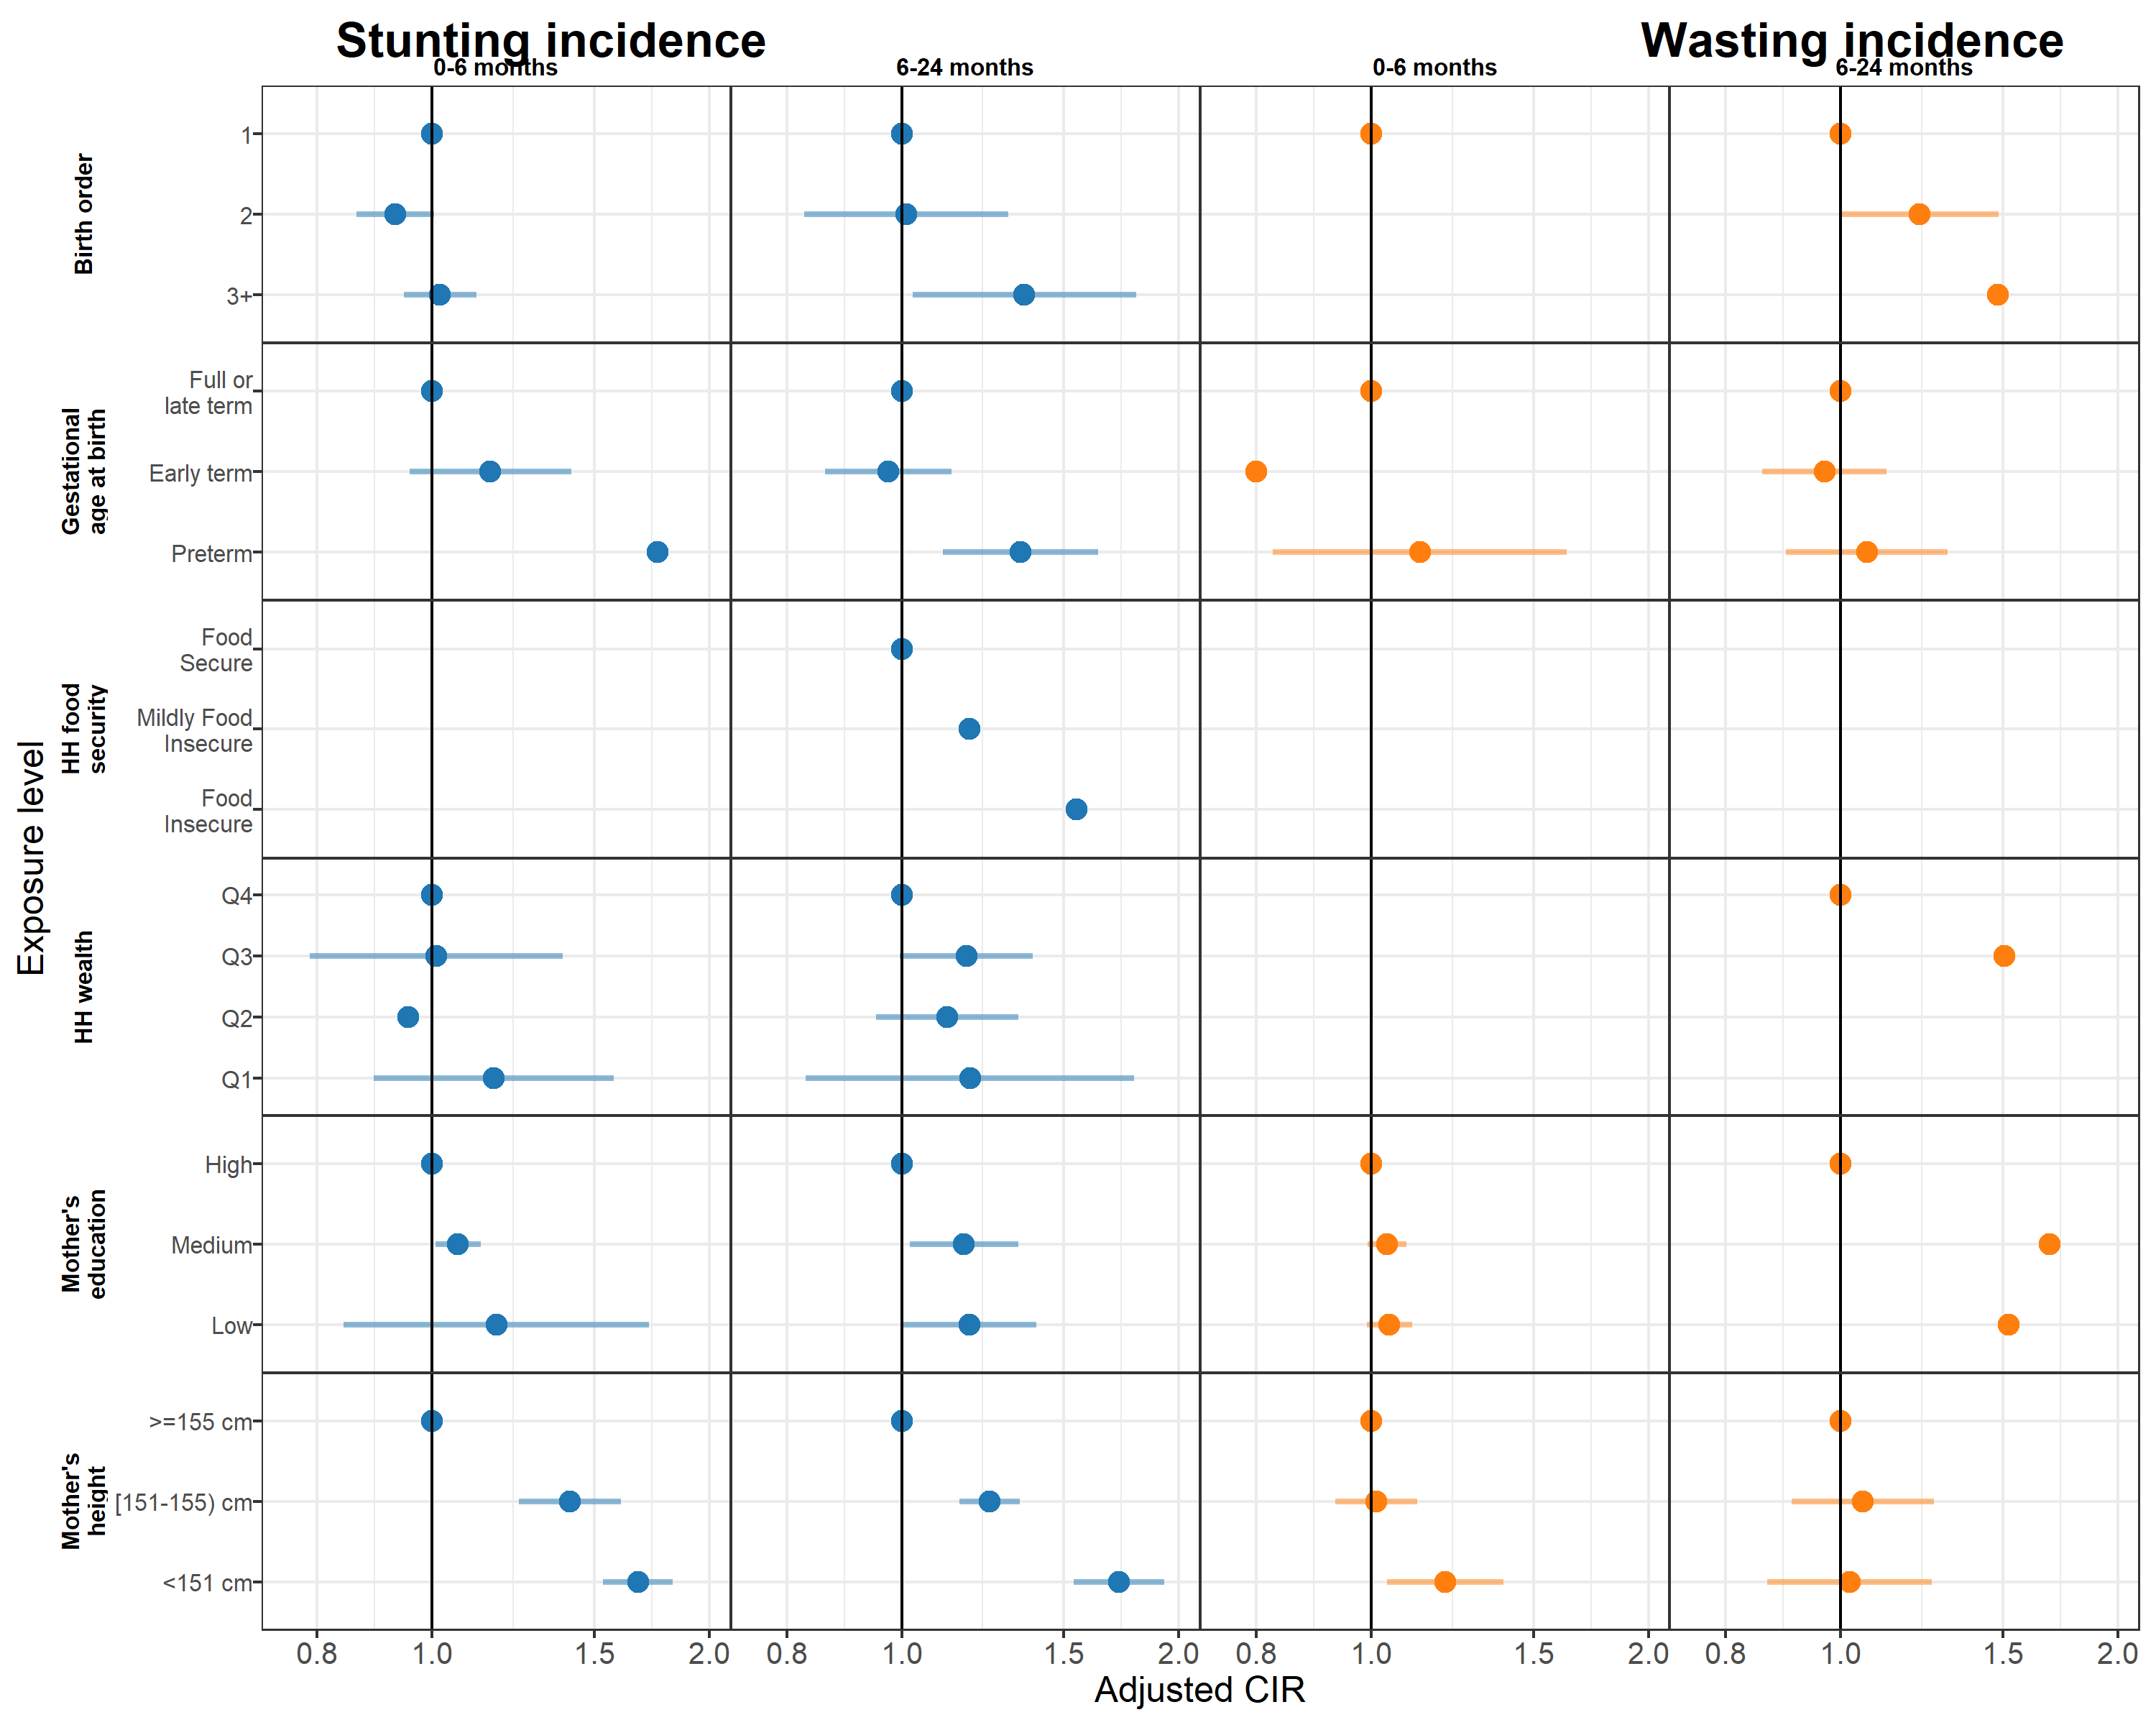 Stunting incidence
Wasting incidence
0-6 months
6-24 months
0-6 months
6-24 months
Exposure level
Birth order
1
2
3+
Gestational
age at birth
Full or
late term
Early term
Preterm
HH food
security
Food
Secure
Mildly Food
Insecure
Food
Insecure
HH wealth
Q4
Q3
Q2
Q1
Mother's
education
High
Medium
Low
Mother's
height
>=155 cm
[151-155) cm
<151 cm
0.8 1.0 1.5 2.0 0.8 1.0 1.5 2.0 0.8 1.0 1.5 2.0 0.8 1.0 1.5 2.0
Adjusted CIR